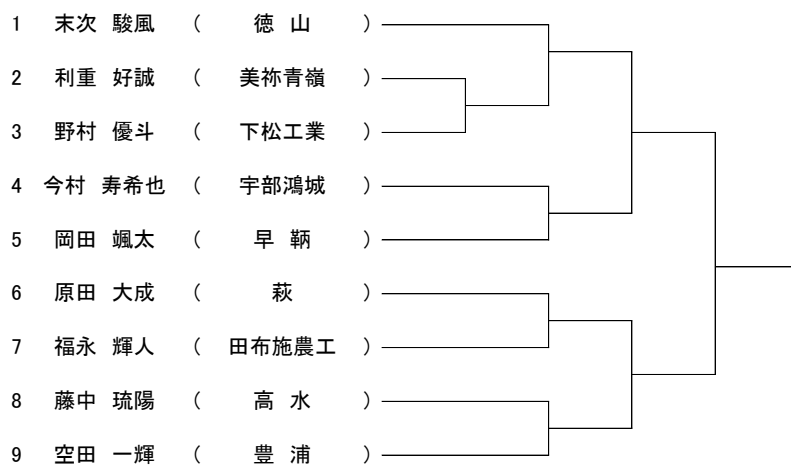 1 末次 駿風 ( 徳 山 )
2 利重 好誠 ( 美祢青嶺 )
3 野村 優斗 ( 下松工業 )
4 今村 寿希也 ( 宇部鴻城 )
5 岡田 颯太 ( 早 鞆 )
6 原田 大成 ( 萩 )
7 福永 輝人 ( 田布施農工 )
8 藤中 琉陽 ( 高 水 )
9 空田 一輝 ( 豊 浦 )